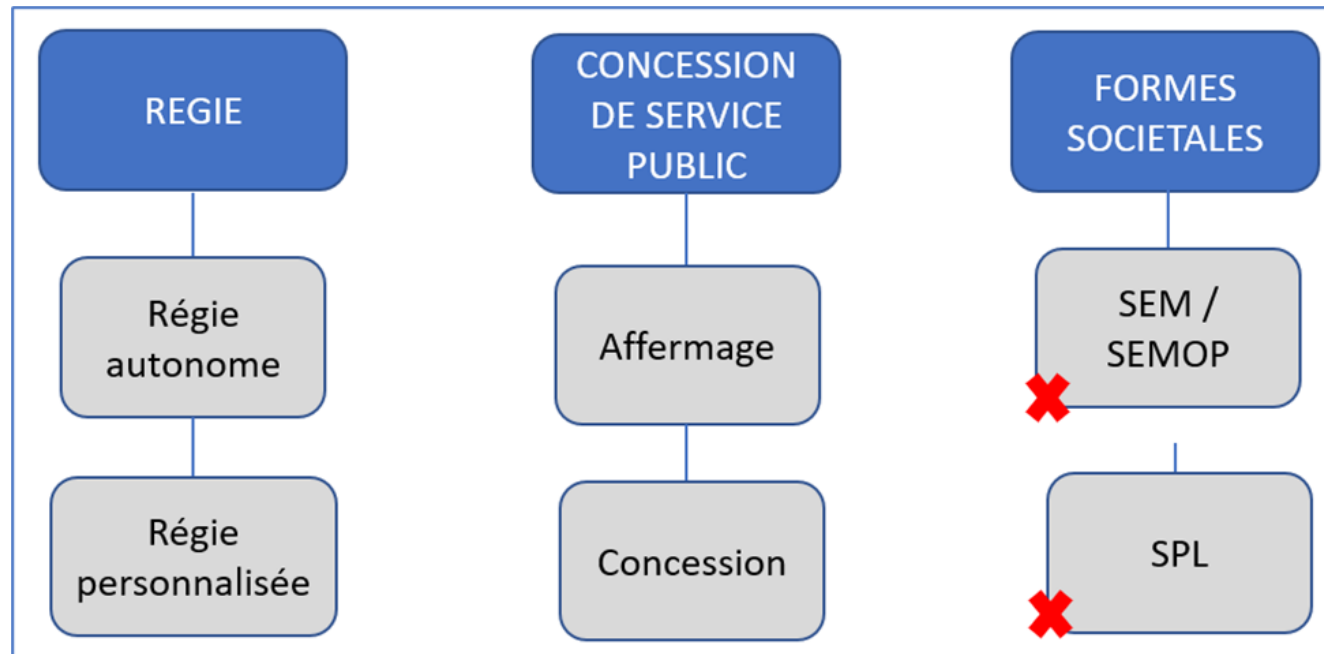 REGIE
Régie
autonome
Régie
personnalisée
CONCESSION
DE SERVICE
PUBLIC
Affermage
Concession
FORMES
SOCIETALES
SEM /
SEMOP
SPL